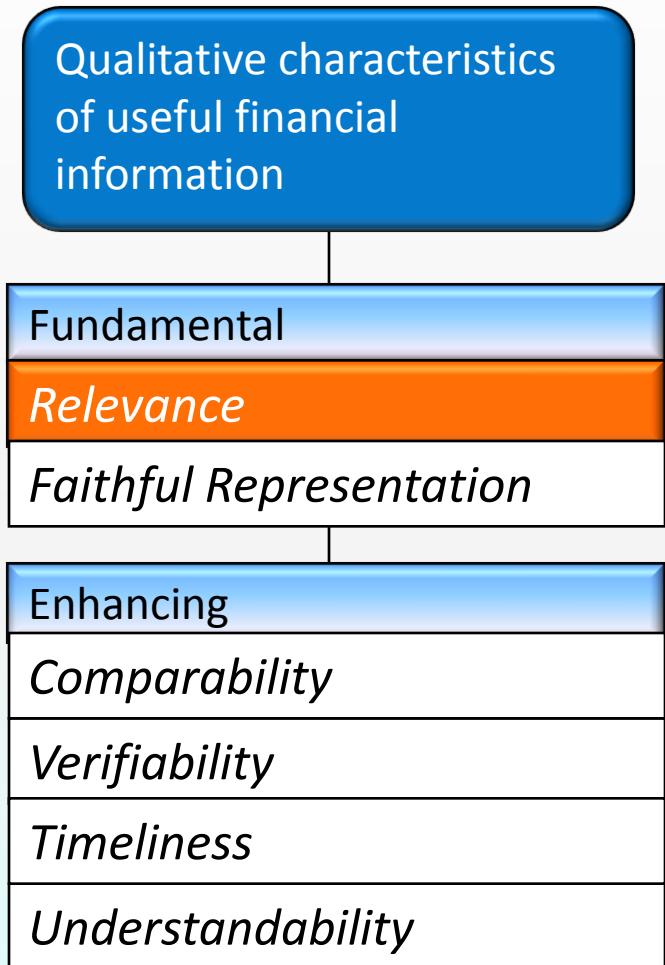 Qualitative characteristics
of useful financial
information
Fundamental
Relevance
Faithful Representation
Enhancing
Comparability
Verifiability
Timeliness
Understandability